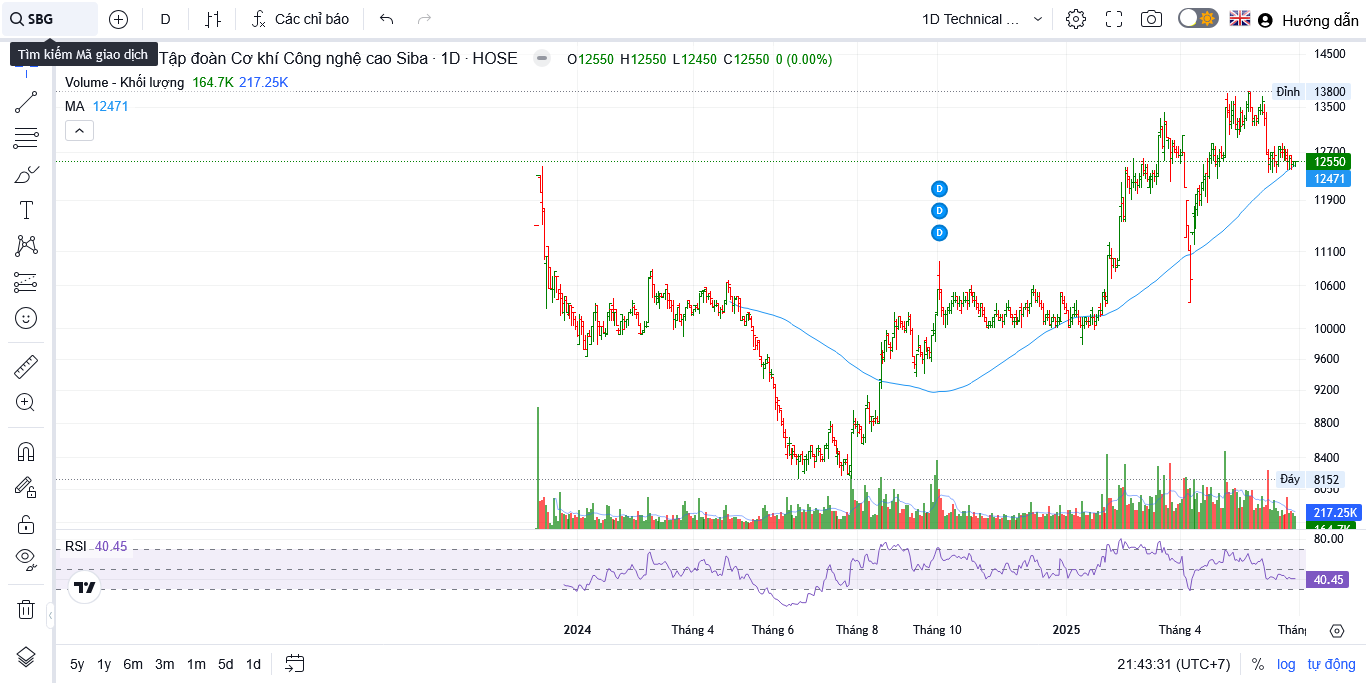 SBG D Các chỉ báo 1D Technical ... Hướng dẫn
Tìm kiếm Mã giao dịch
Tập đoàn Cơ khí Công nghệ cao Siba · 1D · HOSE O12550 H12550 L12450 C12550 0 (0.00%)
Volume - Khối lượng 164.7K 217.25K
MA 12471
14500
Đỉnh 13800
13500
12700
12550
12471
11900
D
D
D
11100
10600
10000
9600
9200
8800
8400
Đáy 8152
8050
217.25K
164.7K
80.00
RSI 40.45
40.45
2024 Tháng 4 Tháng 6 Tháng 8 Tháng 10 2025 Tháng 4
5y 1y 6m 3m 1m 5d 1d 21:43:31 (UTC+7) % log tự động